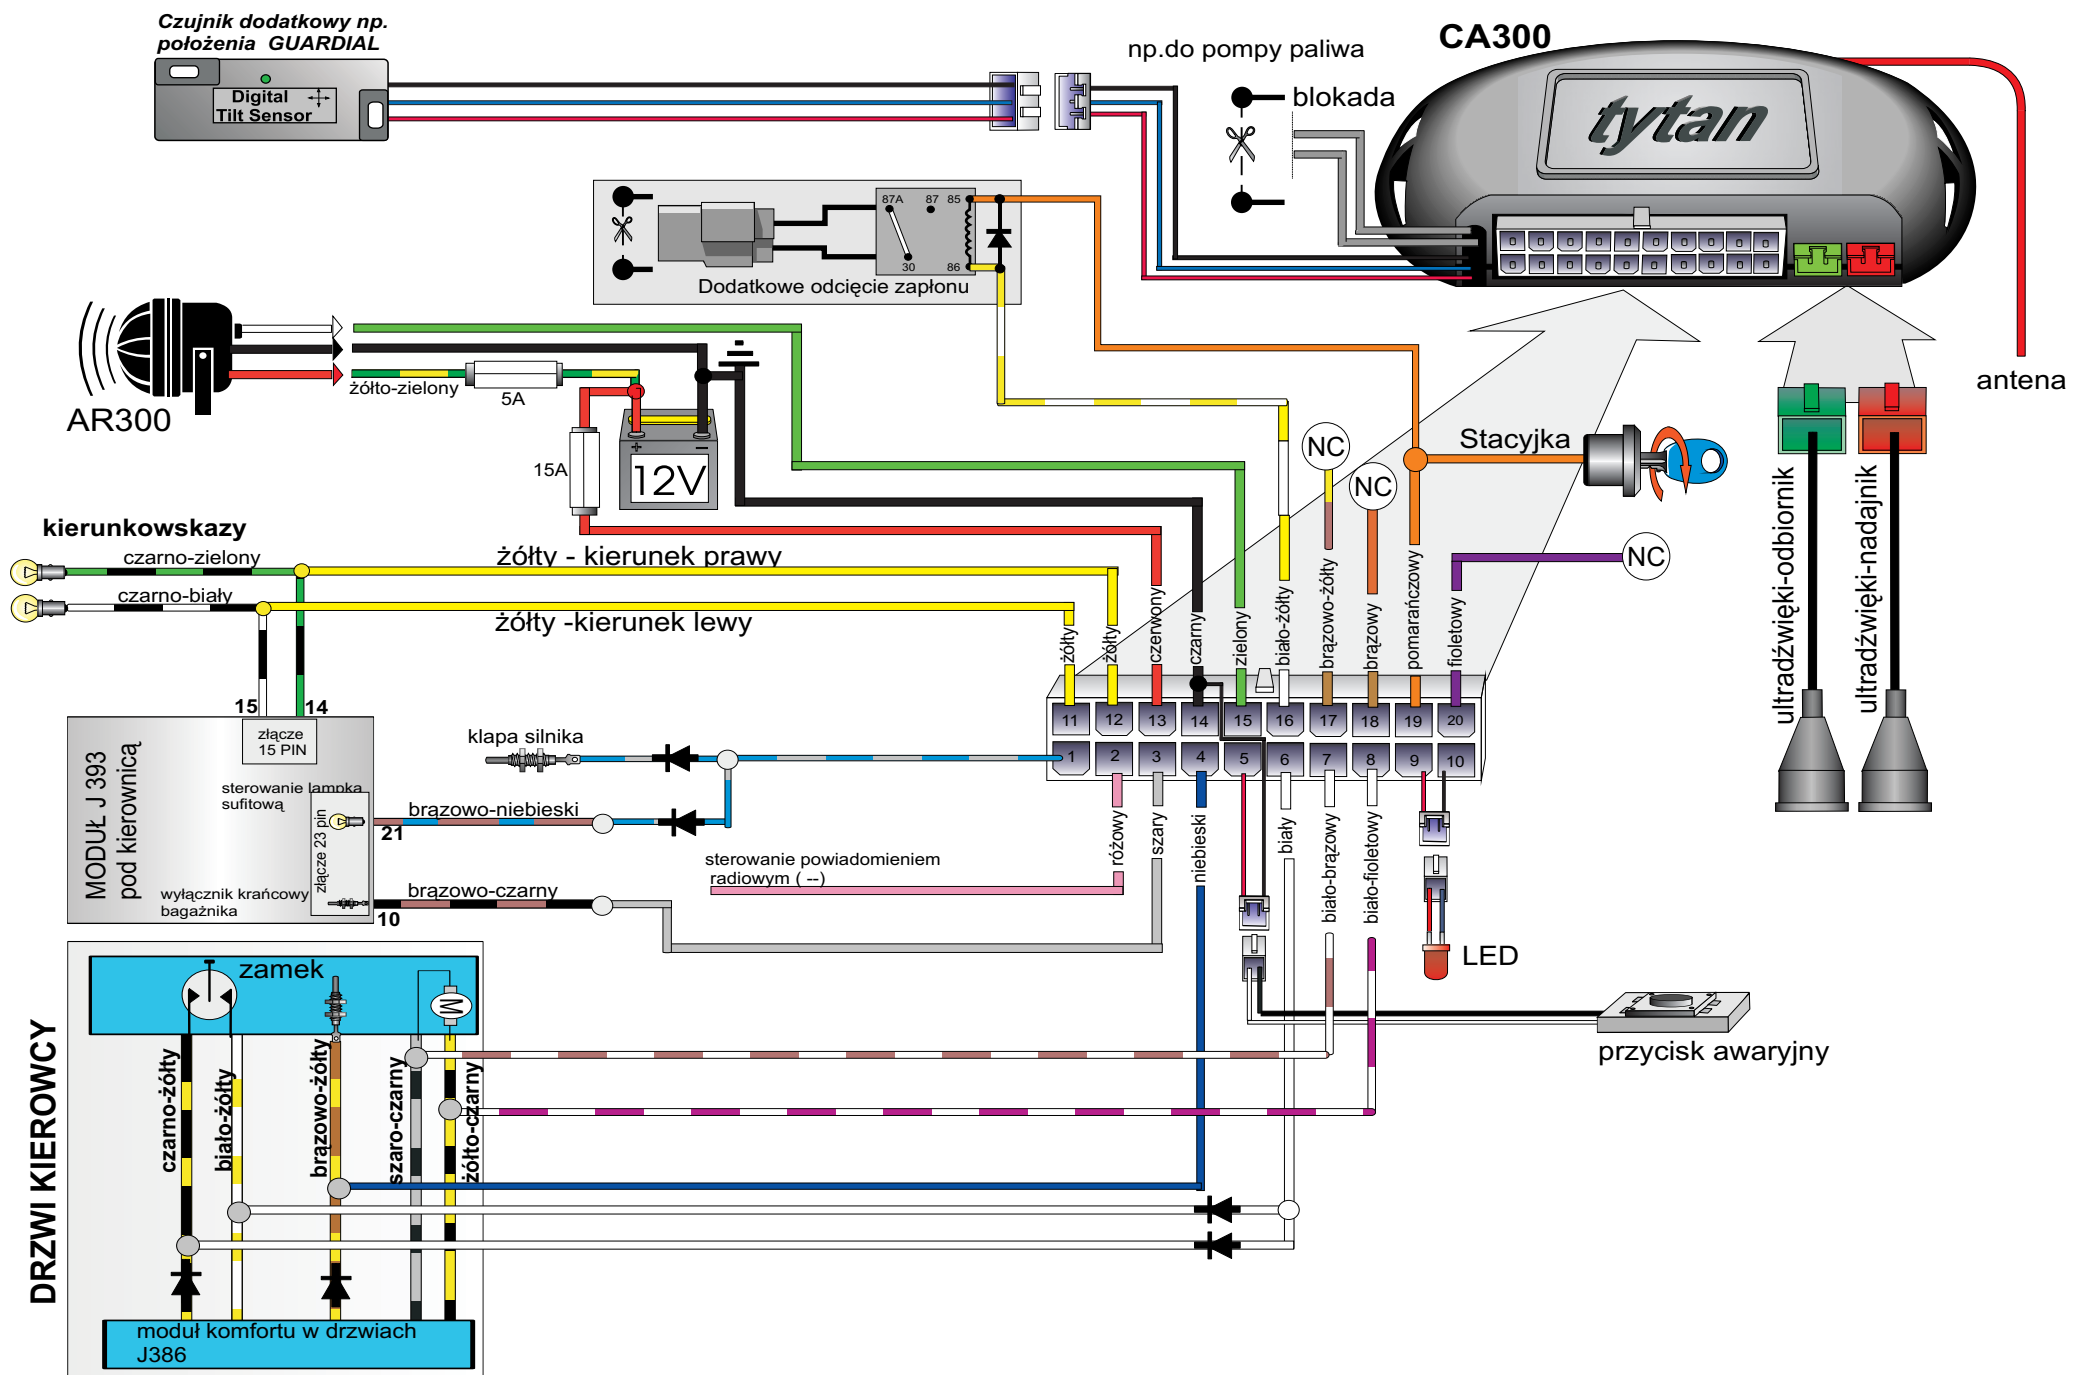 Czujnik dodatkowy np.
położenia GUARDIAL
Digital
Tilt Sensor
np.do pompy paliwa
blokada
CA300
tytan
antena
87A
87
85
30
86
Dodatkowe odcięcie zapłonu
AR300
żółto-zielony
5A
15A
+
–
12V
Stacyjka
NC
NC
NC
ultradźwięki-odbiornik
ultradźwięki-nadajnik
kierunkowskazy
czarno-zielony
żółty - kierunek prawy
czarno-biały
żółty -kierunek lewy
żółty
żółty
czerwony
czarny
zielony
biało-żółty
brązowo-żółty
brązowy
pomarańczowy
fioletowy
11
12
13
14
15
16
17
18
19
20
1
2
3
4
5
6
7
8
9
10
15
14
złącze
15 PIN
MODUŁ J 393
pod kierownicą
sterowanie lampka
sufitową
złącze 23 pin
wyłącznik krańcowy
bagażnika
klapa silnika
brązowo-niebieski
21
brązowo-czarny
10
sterowanie powiadomieniem
radiowym ( --)
różowy
szary
niebieski
biały
biało-brązowy
biało-fioletowy
LED
przycisk awaryjny
DRZWI KIEROWCY
zamek
M
czarno-żółty
biało-żółty
brązowo-żółty
szaro-czarny
żółto-czarny
moduł komfortu w drzwiach
J386